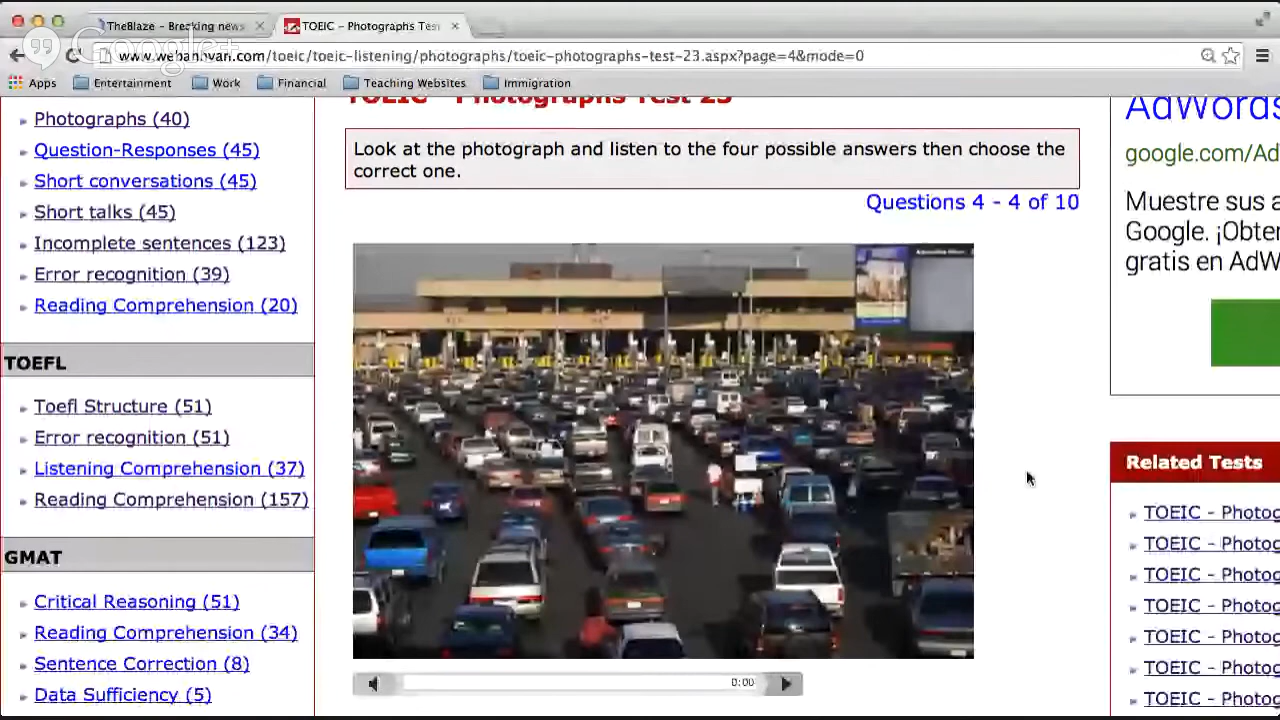 TheBlaze - Breaking news
TOEIC - Photographs Test
Google+
www.webanhvan.com/toeic/toeic-listening/photographs/toeic-photographs-test-23.aspx?page=4&mode=0
Apps
Entertainment
Work
Financial
Teaching Websites
Immigration
TOEIC - Photographs Test 23
Photographs (40)
Question-Responses (45)
Short conversations (45)
Short talks (45)
Incomplete sentences (123)
Error recognition (39)
Reading Comprehension (20)
TOEFL
Toefl Structure (51)
Error recognition (51)
Listening Comprehension (37)
Reading Comprehension (157)
GMAT
Critical Reasoning (51)
Reading Comprehension (34)
Sentence Correction (8)
Data Sufficiency (5)
Look at the photograph and listen to the four possible answers then choose the
correct one.
Questions 4 - 4 of 10
0:00
AdWords
google.com/Ad
Muestre sus a
Google. ¡Obte
gratis en AdW
Related Tests
TOEIC - Photog
TOEIC - Photog
TOEIC - Photog
TOEIC - Photog
TOEIC - Photog
TOEIC - Photog
TOEIC - Photog